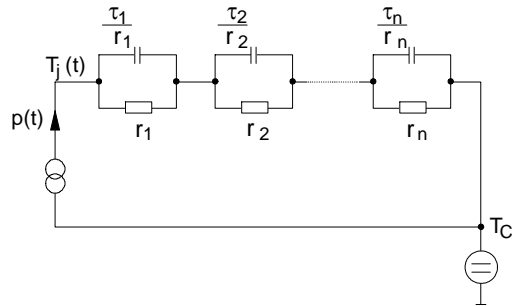 τ1 τ2 τn
r1 r2 rn
Tj(t)
r1 r2 rn
p(t)
TC